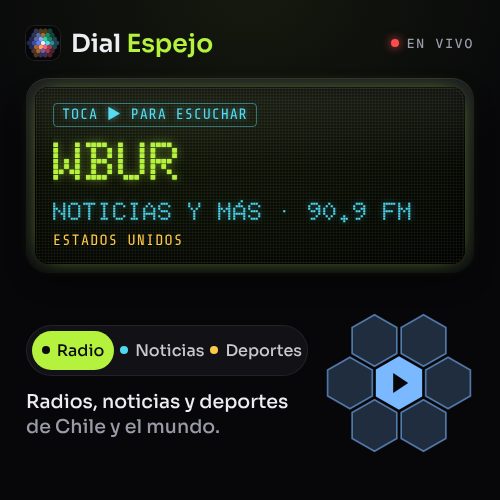 Dial Espejo
EN VIVO
TOCA ▶ PARA ESCUCHAR
WBUR
NOTICIAS Y MÁS · 90.9 FM
ESTADOS UNIDOS
Radio
Noticias
Deportes
Radios, noticias y deportes
de Chile y el mundo.